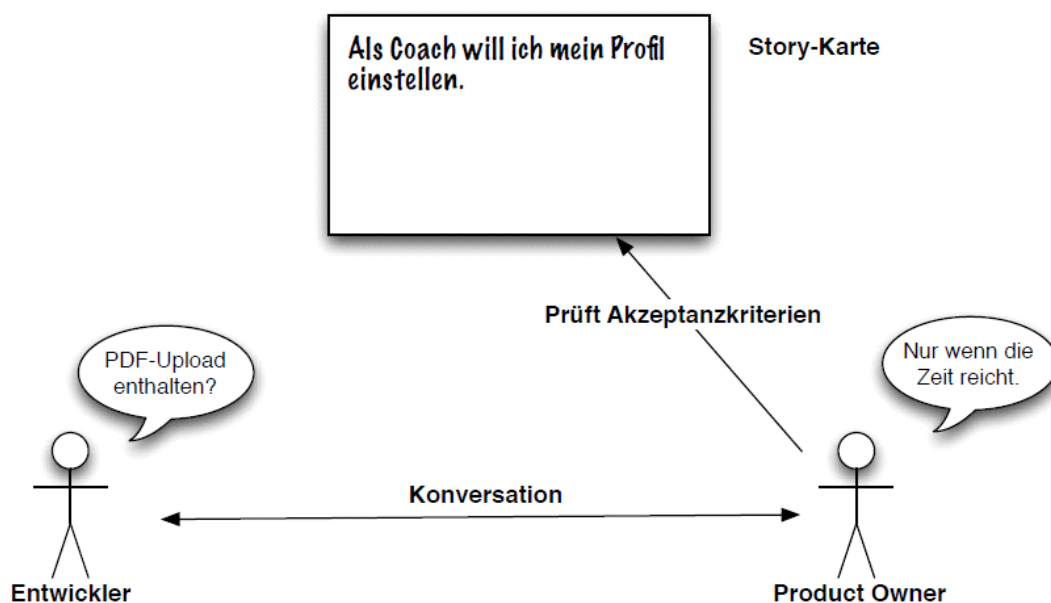 Als Coach will ich mein Profil
einstellen.
Story-Karte
Prüft Akzeptanzkriterien
PDF-Upload
enthalten?
Nur wenn die
Zeit reicht.
Konversation
Entwickler
Product Owner